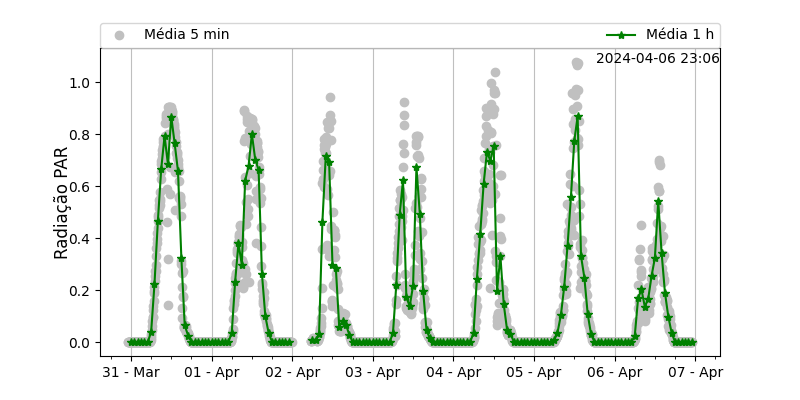 Média 5 min
Média 1 h
2024-04-06 23:06
Radiação PAR
1.0
0.8
0.6
0.4
0.2
0.0
31 - Mar
01 - Apr
02 - Apr
03 - Apr
04 - Apr
05 - Apr
06 - Apr
07 - Apr